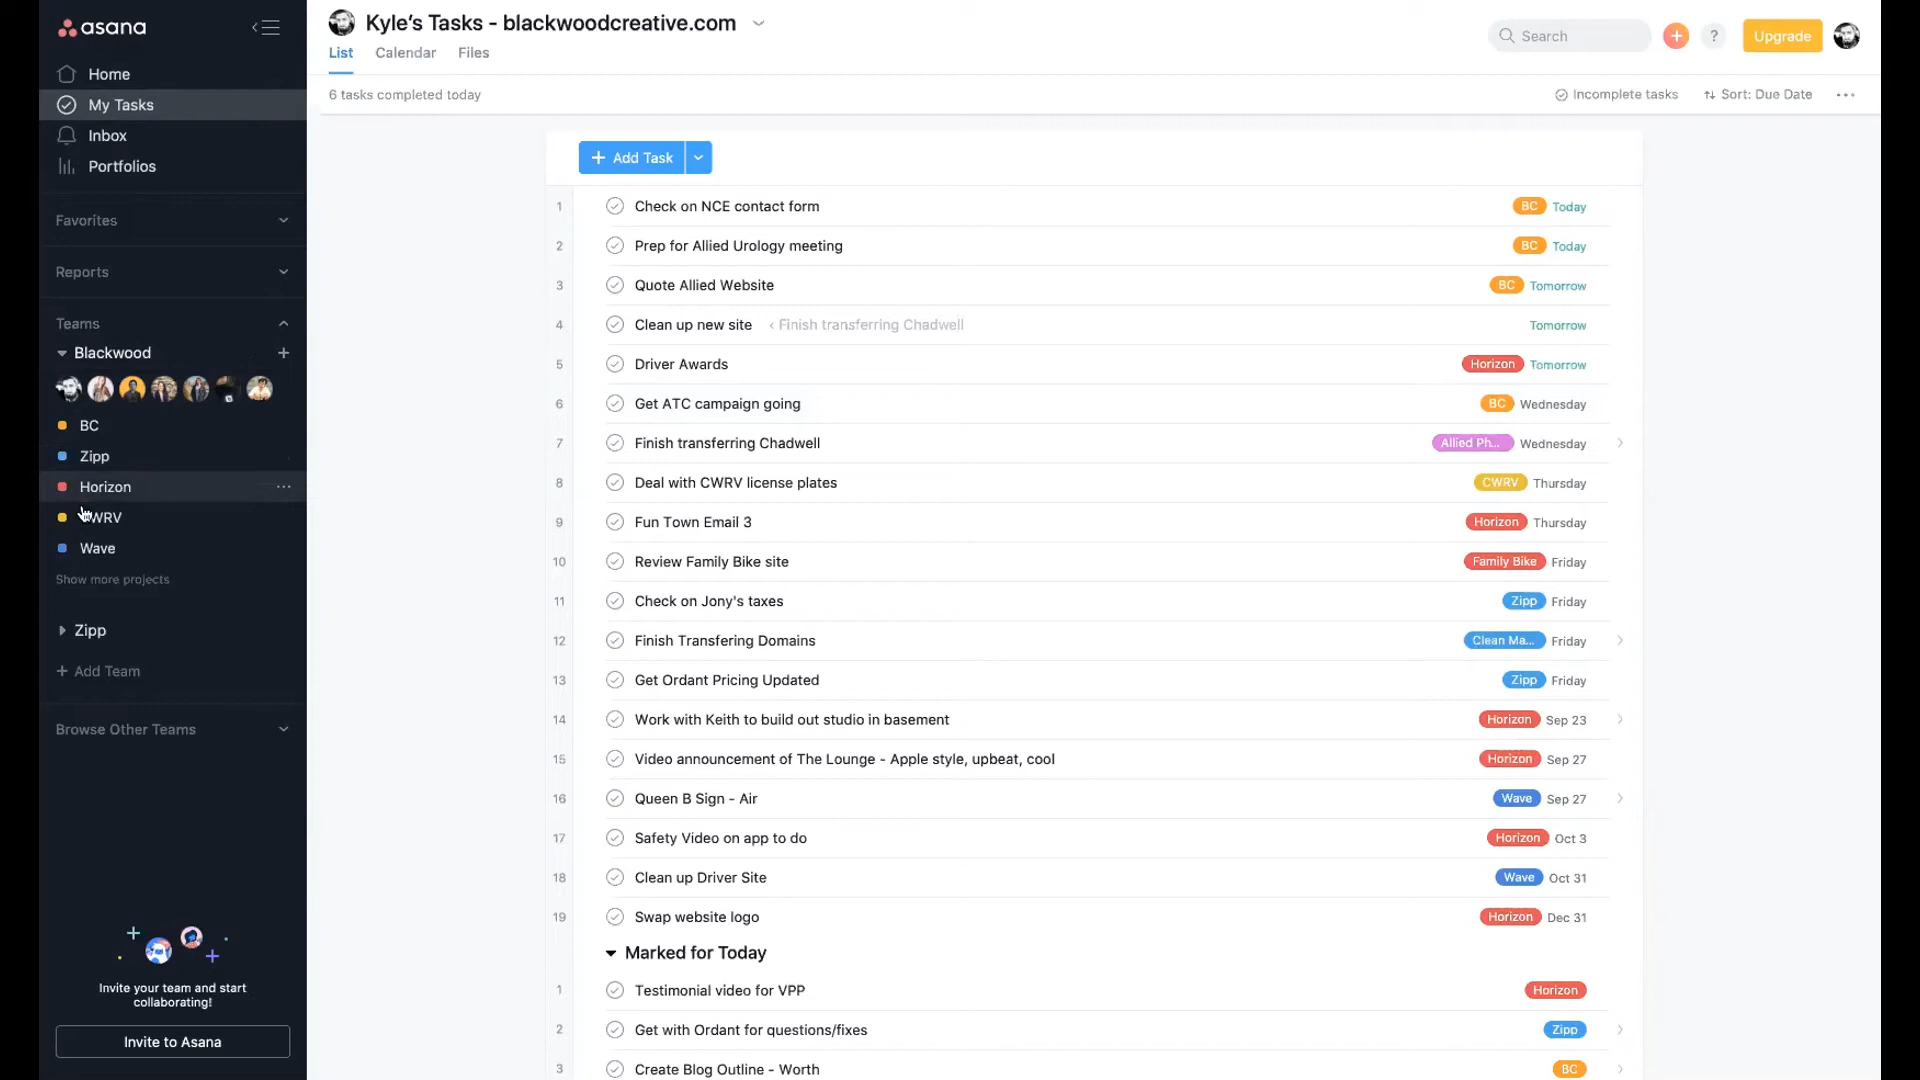 asana
Home
My Tasks
Inbox
Portfolios
Favorites
Reports
Teams
Blackwood
BC
Zipp
Horizon
CWRV
Wave
Show more projects
Zipp
+ Add Team
Browse Other Teams
Invite your team and start
collaborating!
Invite to Asana
Kyle's Tasks - blackwoodcreative.com
List Calendar Files
Search
?
Upgrade
6 tasks completed today
Incomplete tasks
Sort: Due Date
+ Add Task
1 Check on NCE contact form BC Today
2 Prep for Allied Urology meeting BC Today
3 Quote Allied Website BC Tomorrow
4 Clean up new site ‹ Finish transferring Chadwell Tomorrow
5 Driver Awards Horizon Tomorrow
6 Get ATC campaign going BC Wednesday
7 Finish transferring Chadwell Allied Ph... Wednesday
8 Deal with CWRV license plates CWRV Thursday
9 Fun Town Email 3 Horizon Thursday
10 Review Family Bike site Family Bike Friday
11 Check on Jony's taxes Zipp Friday
12 Finish Transfering Domains Clean Ma... Friday
13 Get Ordant Pricing Updated Zipp Friday
14 Work with Keith to build out studio in basement Horizon Sep 23
15 Video announcement of The Lounge - Apple style, upbeat, cool Horizon Sep 27
16 Queen B Sign - Air Wave Sep 27
17 Safety Video on app to do Horizon Oct 3
18 Clean up Driver Site Wave Oct 31
19 Swap website logo Horizon Dec 31
Marked for Today
1 Testimonial video for VPP Horizon
2 Get with Ordant for questions/fixes Zipp
3 Create Blog Outline - Worth BC